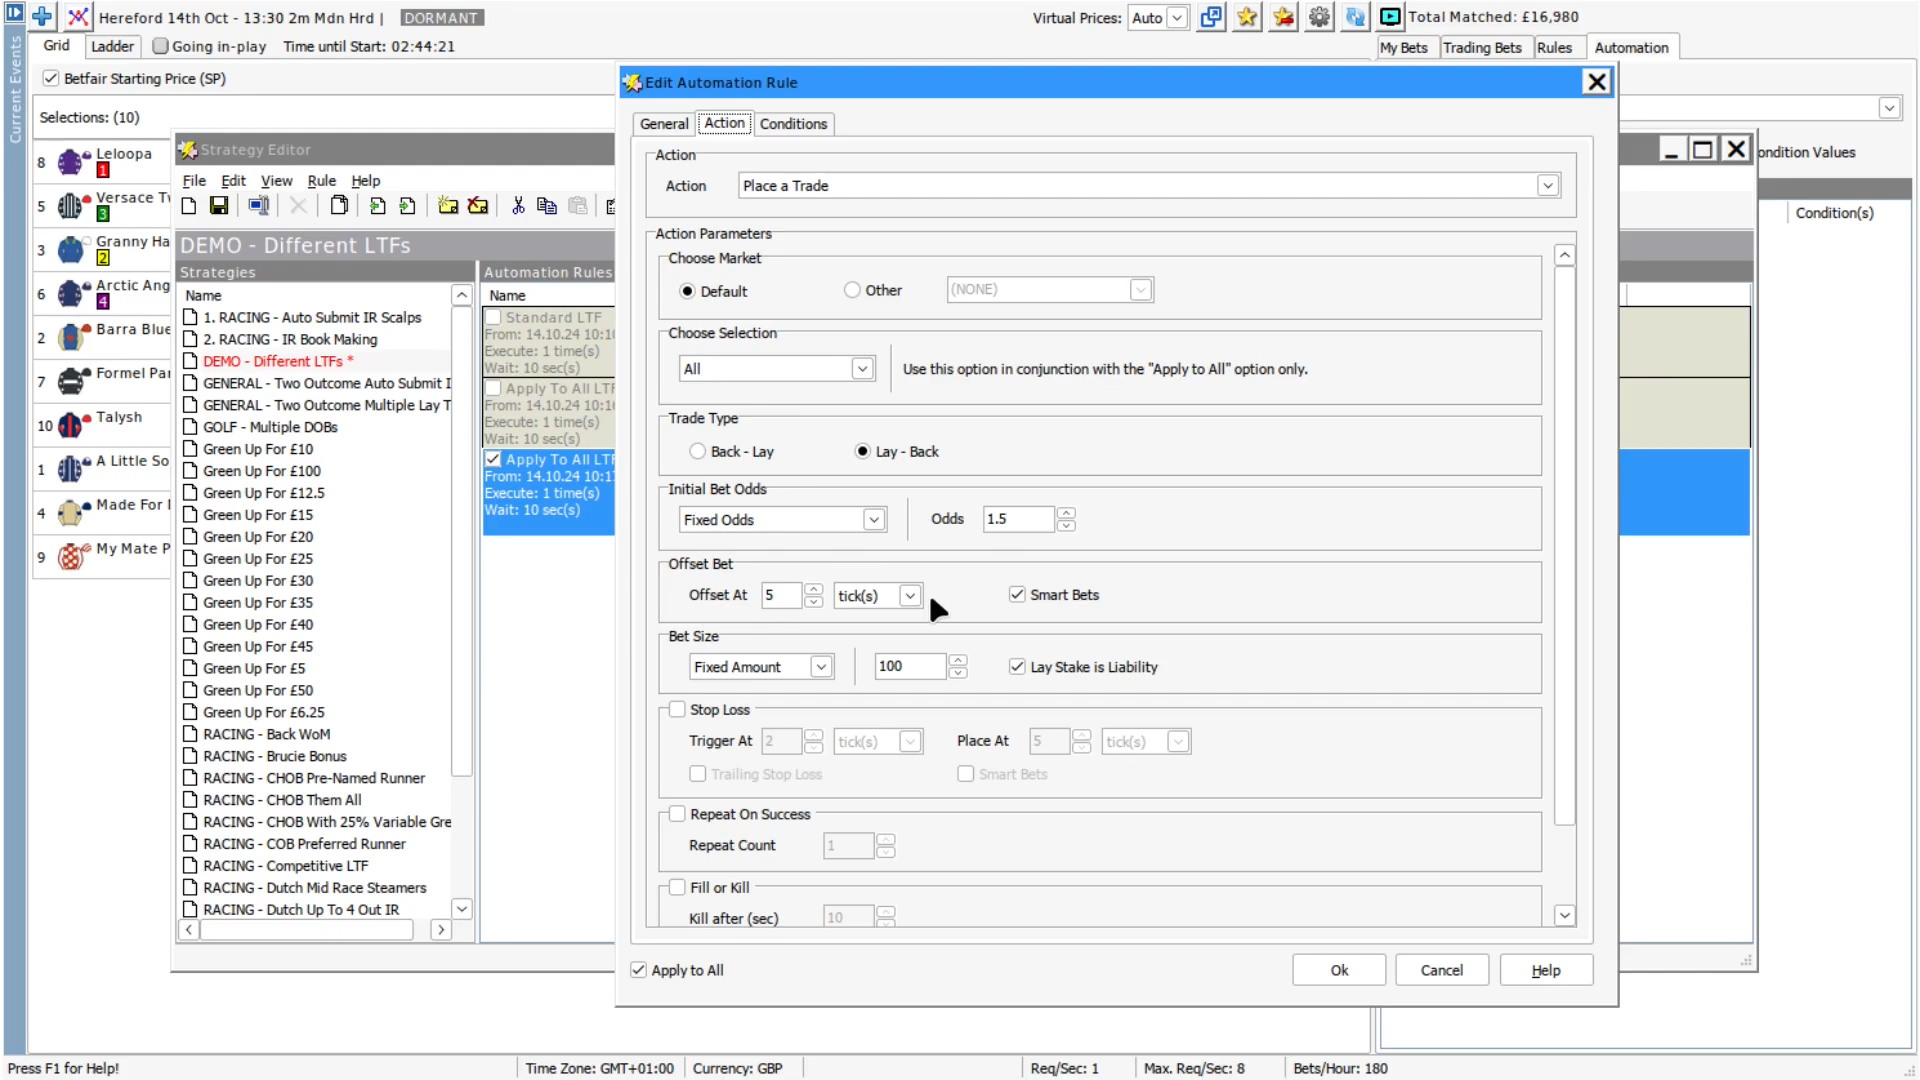 Hereford 14th Oct - 13:30 2m Mdn Hrd | DORMANT
Virtual Prices: Auto
Total Matched: £16,980
Grid
Ladder
Going in-play
Time until Start: 02:44:21
My Bets
Trading Bets
Rules
Automation
Current Events
Betfair Starting Price (SP)
Selections: (10)
8 Leloopa
1
5 Versace Tw
3
3 Granny Ha
2
6 Arctic Ang
4
2 Barra Blue
7 Formel Par
10 Talysh
1 A Little So
4 Made For
9 My Mate P
Strategy Editor
File Edit View Rule Help
DEMO - Different LTFs
Strategies
Name
1. RACING - Auto Submit IR Scalps
2. RACING - IR Book Making
DEMO - Different LTFs *
GENERAL - Two Outcome Auto Submit I
GENERAL - Two Outcome Multiple Lay T
GOLF - Multiple DOBs
Green Up For £10
Green Up For £100
Green Up For £12.5
Green Up For £15
Green Up For £20
Green Up For £25
Green Up For £30
Green Up For £35
Green Up For £40
Green Up For £45
Green Up For £5
Green Up For £50
Green Up For £6.25
RACING - Back WoM
RACING - Brucie Bonus
RACING - CHOB Pre-Named Runner
RACING - CHOB Them All
RACING - CHOB With 25% Variable Gre
RACING - COB Preferred Runner
RACING - Competitive LTF
RACING - Dutch Mid Race Steamers
RACING - Dutch Up To 4 Out IR
Automation Rules
Name
Standard LTF
From: 14.10.24 10:10
Execute: 1 time(s)
Wait: 10 sec(s)
Apply To All LTF
From: 14.10.24 10:10
Execute: 1 time(s)
Wait: 10 sec(s)
Apply To All LTF
From: 14.10.24 10:1
Execute: 1 time(s)
Wait: 10 sec(s)
Edit Automation Rule
General
Action
Conditions
Action
Action Place a Trade
Action Parameters
Choose Market
Default
Other
(NONE)
Choose Selection
All
Use this option in conjunction with the "Apply to All" option only.
Trade Type
Back - Lay
Lay - Back
Initial Bet Odds
Fixed Odds
Odds 1.5
Offset Bet
Offset At 5 tick(s)
Smart Bets
Bet Size
Fixed Amount
100
Lay Stake is Liability
Stop Loss
Trigger At 2 tick(s)
Place At 5 tick(s)
Trailing Stop Loss
Smart Bets
Repeat On Success
Repeat Count 1
Fill or Kill
Kill after (sec) 10
Apply to All
Ok
Cancel
Help
ondition Values
Condition(s)
Press F1 for Help!
Time Zone: GMT+01:00
Currency: GBP
Req/Sec: 1
Max. Req/Sec: 8
Bets/Hour: 180